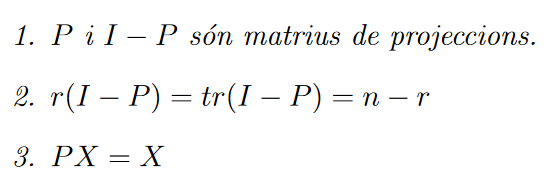 1. P i I − P són matrius de projeccions.
2. r(I − P) = tr(I − P) = n − r
3. PX = X